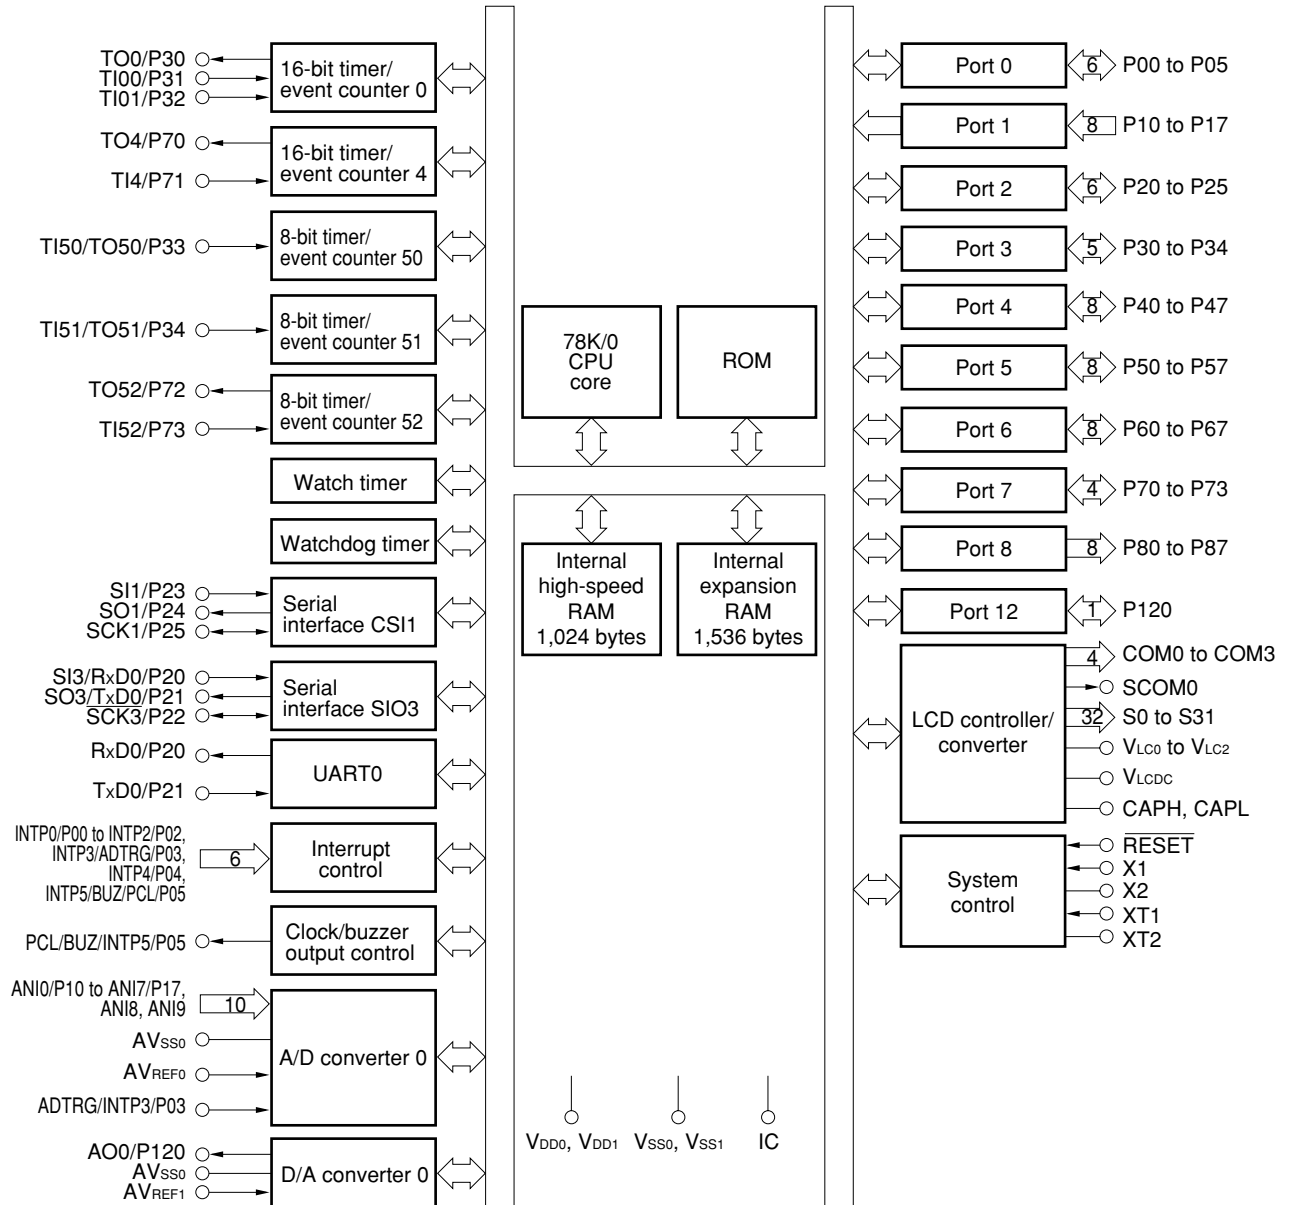 TO0/P30
TI00/P31
TI01/P32
16-bit timer/
event counter 0
TO4/P70
TI4/P71
16-bit timer/
event counter 4
TI50/TO50/P33
8-bit timer/
event counter 50
TI51/TO51/P34
8-bit timer/
event counter 51
TO52/P72
TI52/P73
8-bit timer/
event counter 52
Watch timer
Watchdog timer
SI1/P23
SO1/P24
SCK1/P25
Serial
interface CSI1
SI3/RxD0/P20
SO3/TxD0/P21
SCK3/P22
Serial
interface SIO3
RxD0/P20
TxD0/P21
UART0
INTP0/P00 to INTP2/P02,
INTP3/ADTRG/P03,
INTP4/P04,
INTP5/BUZ/PCL/P05
6
Interrupt
control
PCL/BUZ/INTP5/P05
Clock/buzzer
output control
ANI0/P10 to ANI7/P17,
ANI8, ANI9
10
AVSS0
AVREF0
ADTRG/INTP3/P03
A/D converter 0
AO0/P120
AVSS0
AVREF1
D/A converter 0
78K/0
CPU
core
ROM
Internal
high-speed
RAM
1,024 bytes
Internal
expansion
RAM
1,536 bytes
VDD0, VDD1
VSS0, VSS1
IC
Port 0
6
P00 to P05
Port 1
8
P10 to P17
Port 2
6
P20 to P25
Port 3
5
P30 to P34
Port 4
8
P40 to P47
Port 5
8
P50 to P57
Port 6
8
P60 to P67
Port 7
4
P70 to P73
Port 8
8
P80 to P87
Port 12
1
P120
LCD controller/
converter
4
COM0 to COM3
SCOM0
32
S0 to S31
VLC0 to VLC2
VLCDC
CAPH, CAPL
System
control
RESET
X1
X2
XT1
XT2